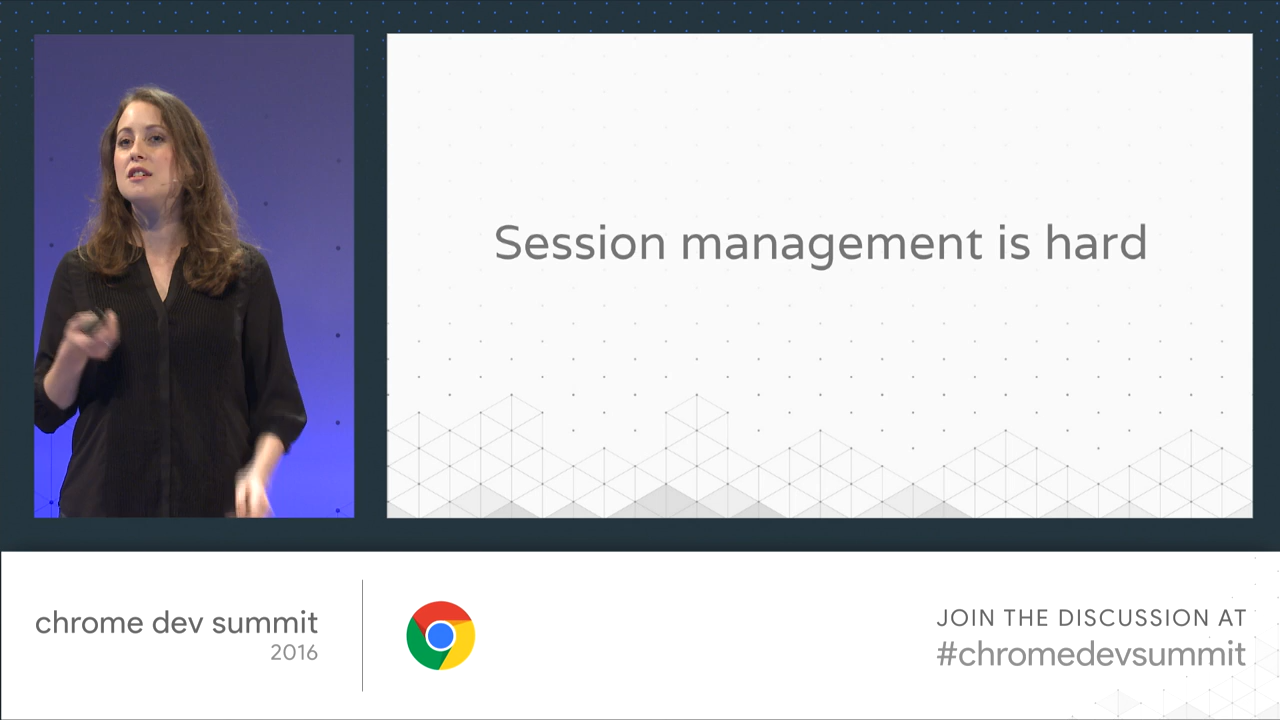 Session management is hard
chrome dev summit
2016
JOIN THE DISCUSSION AT
#chromedevsummit